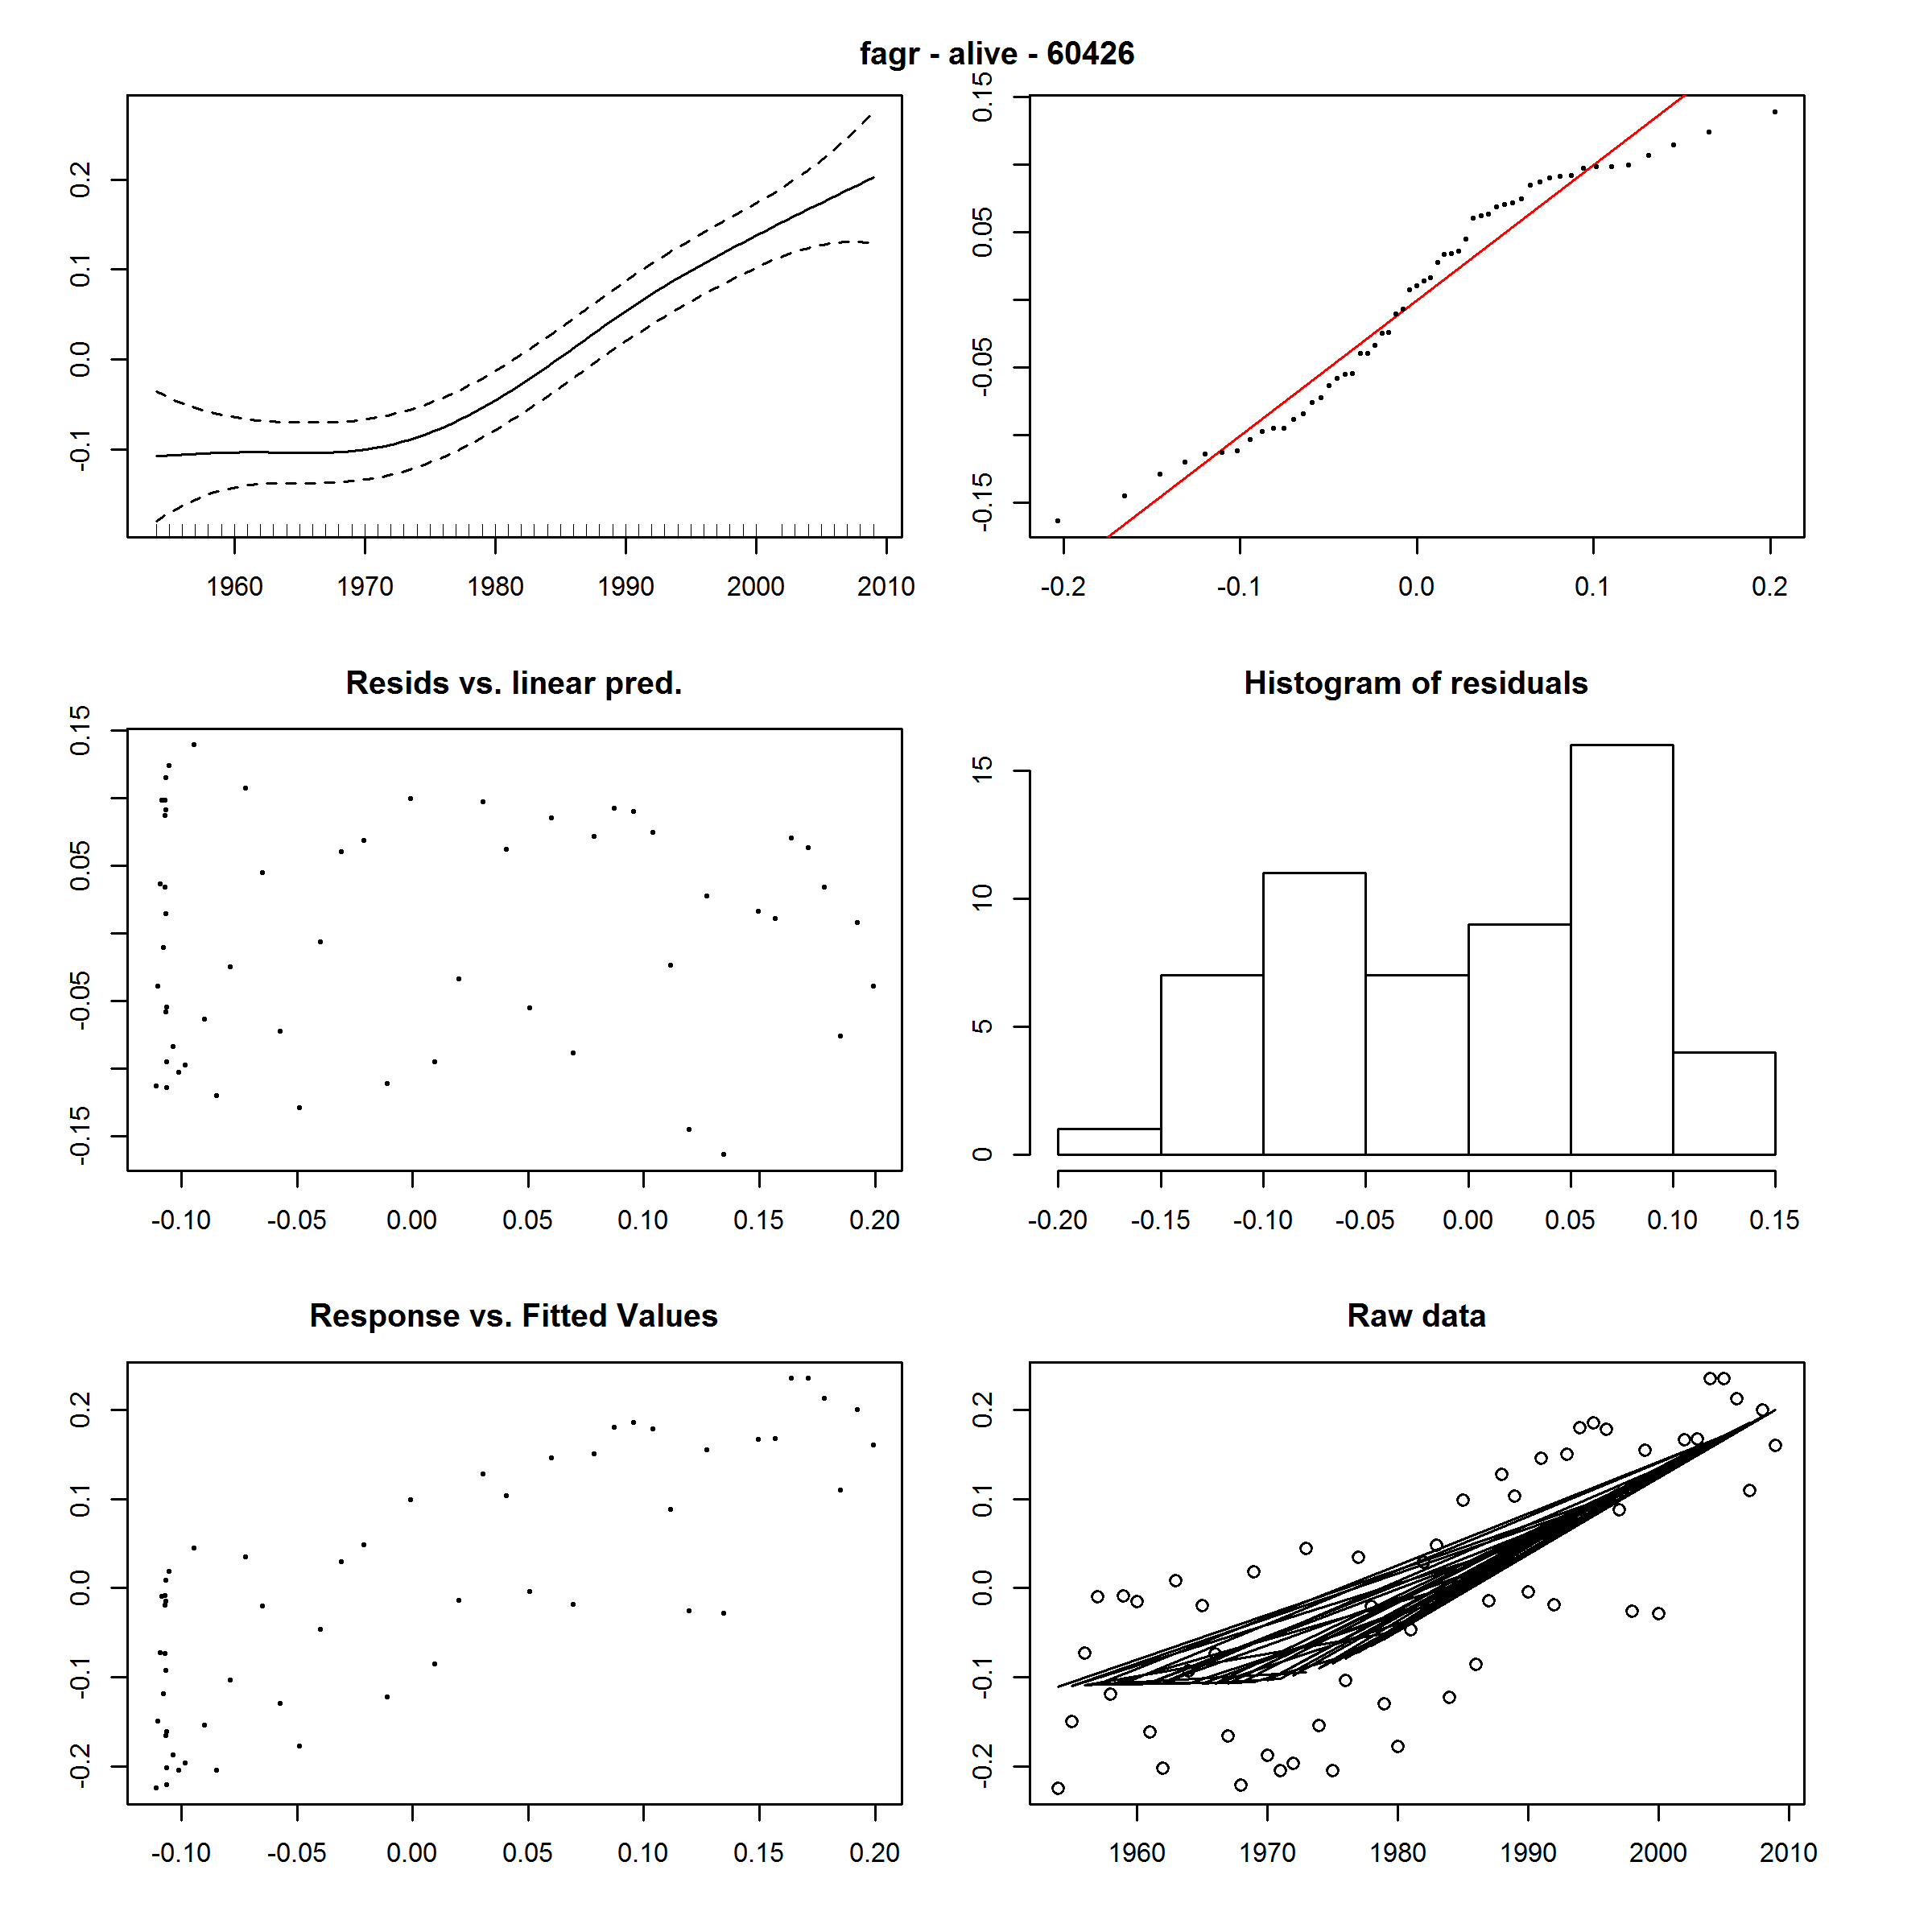 fagr - alive - 60426
-0.1 0.0 0.1 0.2
1960 1970 1980 1990 2000 2010
-0.15 -0.05 0.05 0.15
-0.2 -0.1 0.0 0.1 0.2
Resids vs. linear pred.
-0.15 -0.05 0.05 0.15
-0.10 -0.05 0.00 0.05 0.10 0.15 0.20
Histogram of residuals
0 5 10 15
-0.20 -0.15 -0.10 -0.05 0.00 0.05 0.10 0.15
Response vs. Fitted Values
-0.2 -0.1 0.0 0.1 0.2
-0.10 -0.05 0.00 0.05 0.10 0.15 0.20
Raw data
-0.2 -0.1 0.0 0.1 0.2
1960 1970 1980 1990 2000 2010